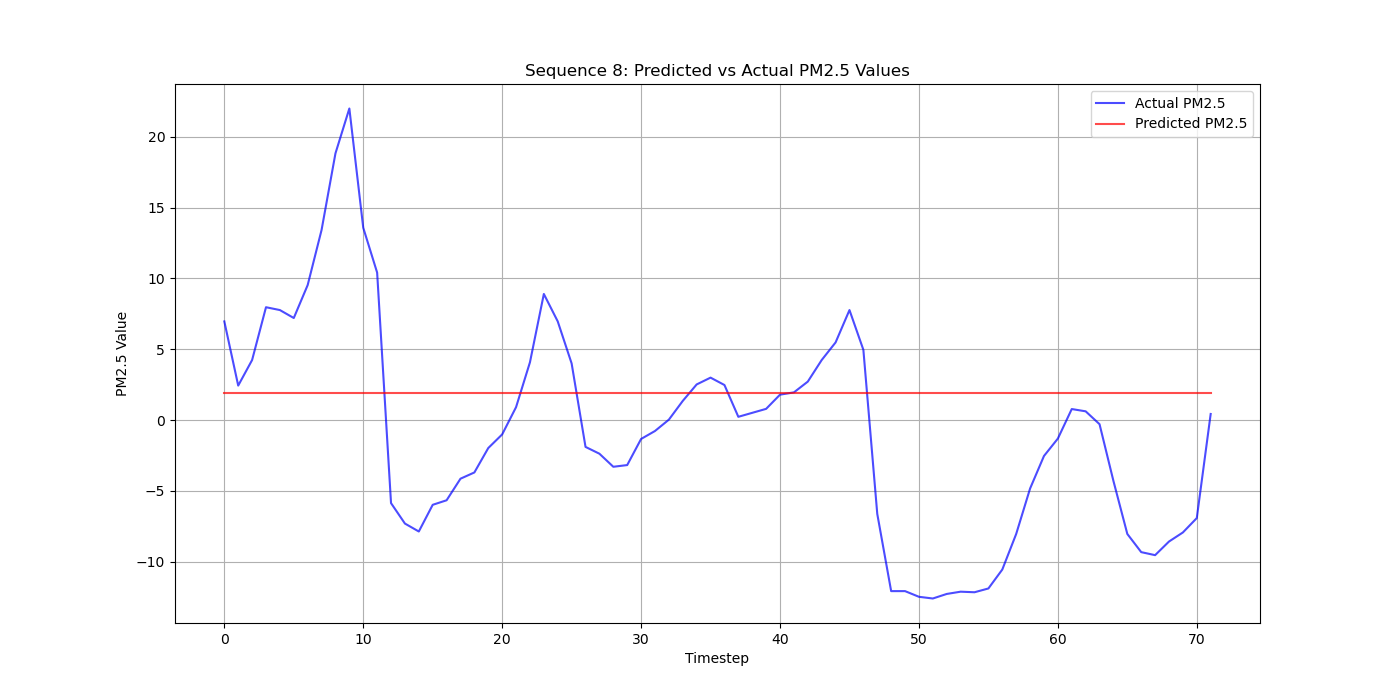 Sequence 8: Predicted vs Actual PM2.5 Values
Actual PM2.5
Predicted PM2.5
PM2.5 Value
20
15
10
5
0
−5
−10
0 10 20 30 40 50 60 70
Timestep